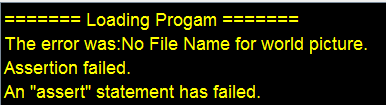 ======= Loading Progam =======
The error was:No File Name for world picture.
Assertion failed.
An "assert" statement has failed.